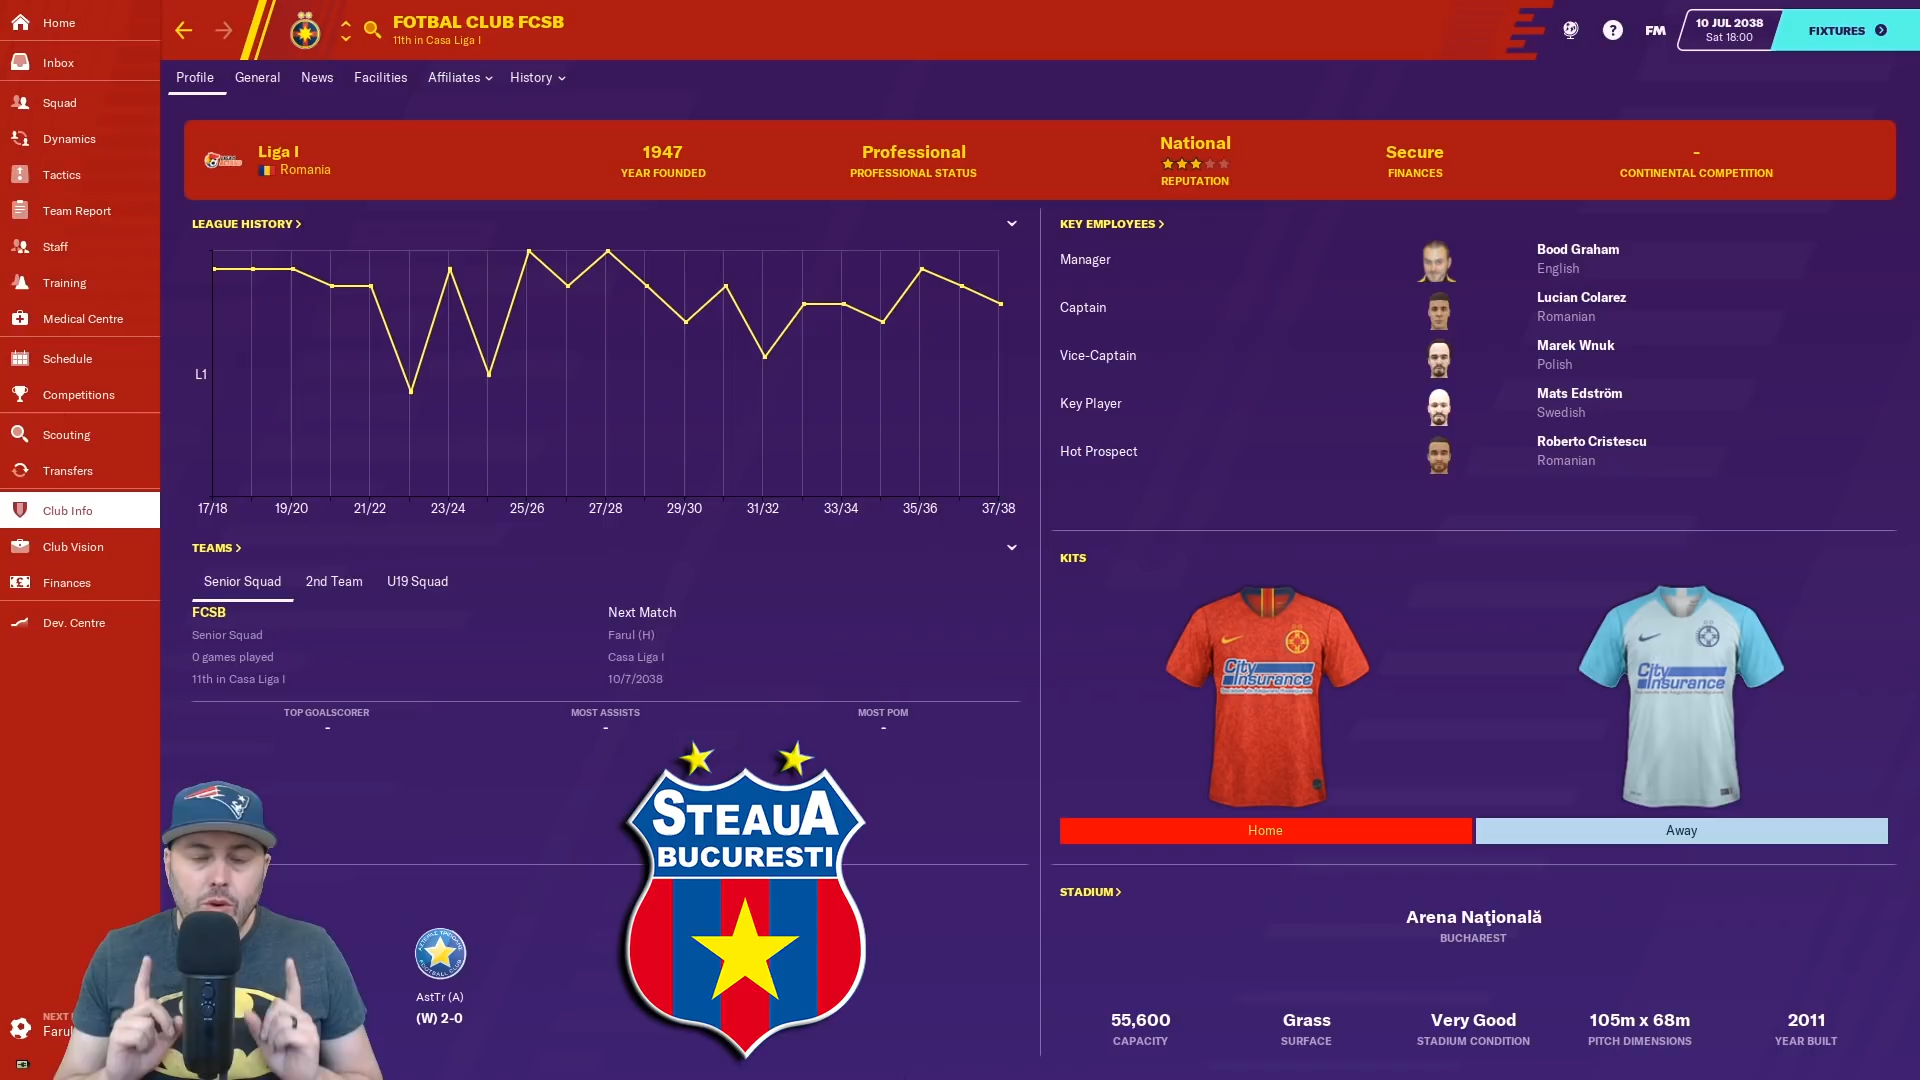 Home
Inbox
Squad
Dynamics
Tactics
Team Report
Staff
Training
Medical Centre
Schedule
Competitions
Scouting
Transfers
Club Info
Club Vision
Finances
Dev. Centre
FOTBAL CLUB FCSB
11th in Casa Liga I
?
FM
10 JUL 2038
Sat 18:00
FIXTURES
Profile
General
News
Facilities
Affiliates
History
Liga I
Romania
1947
YEAR FOUNDED
Professional
PROFESSIONAL STATUS
National
REPUTATION
Secure
FINANCES
-
CONTINENTAL COMPETITION
LEAGUE HISTORY >
L1
17/18
19/20
21/22
23/24
25/26
27/28
29/30
31/32
33/34
35/36
37/38
TEAMS >
Senior Squad
2nd Team
U19 Squad
FCSB
Senior Squad
0 games played
11th in Casa Liga I
Next Match
Farul (H)
Casa Liga I
10/7/2038
TOP GOALSCORER
-
MOST ASSISTS
-
MOST POM
-
STEAUA
BUCURESTI
AstTr (A)
(W) 2-0
NEXT
Farul
KEY EMPLOYEES >
Manager
Bood Graham
English
Captain
Lucian Colarez
Romanian
Vice-Captain
Marek Wnuk
Polish
Key Player
Mats Edström
Swedish
Hot Prospect
Roberto Cristescu
Romanian
KITS
City
Insurance
City
Insurance
Home
Away
STADIUM >
Arena Naţională
BUCHAREST
55,600
CAPACITY
Grass
SURFACE
Very Good
STADIUM CONDITION
105m x 68m
PITCH DIMENSIONS
2011
YEAR BUILT